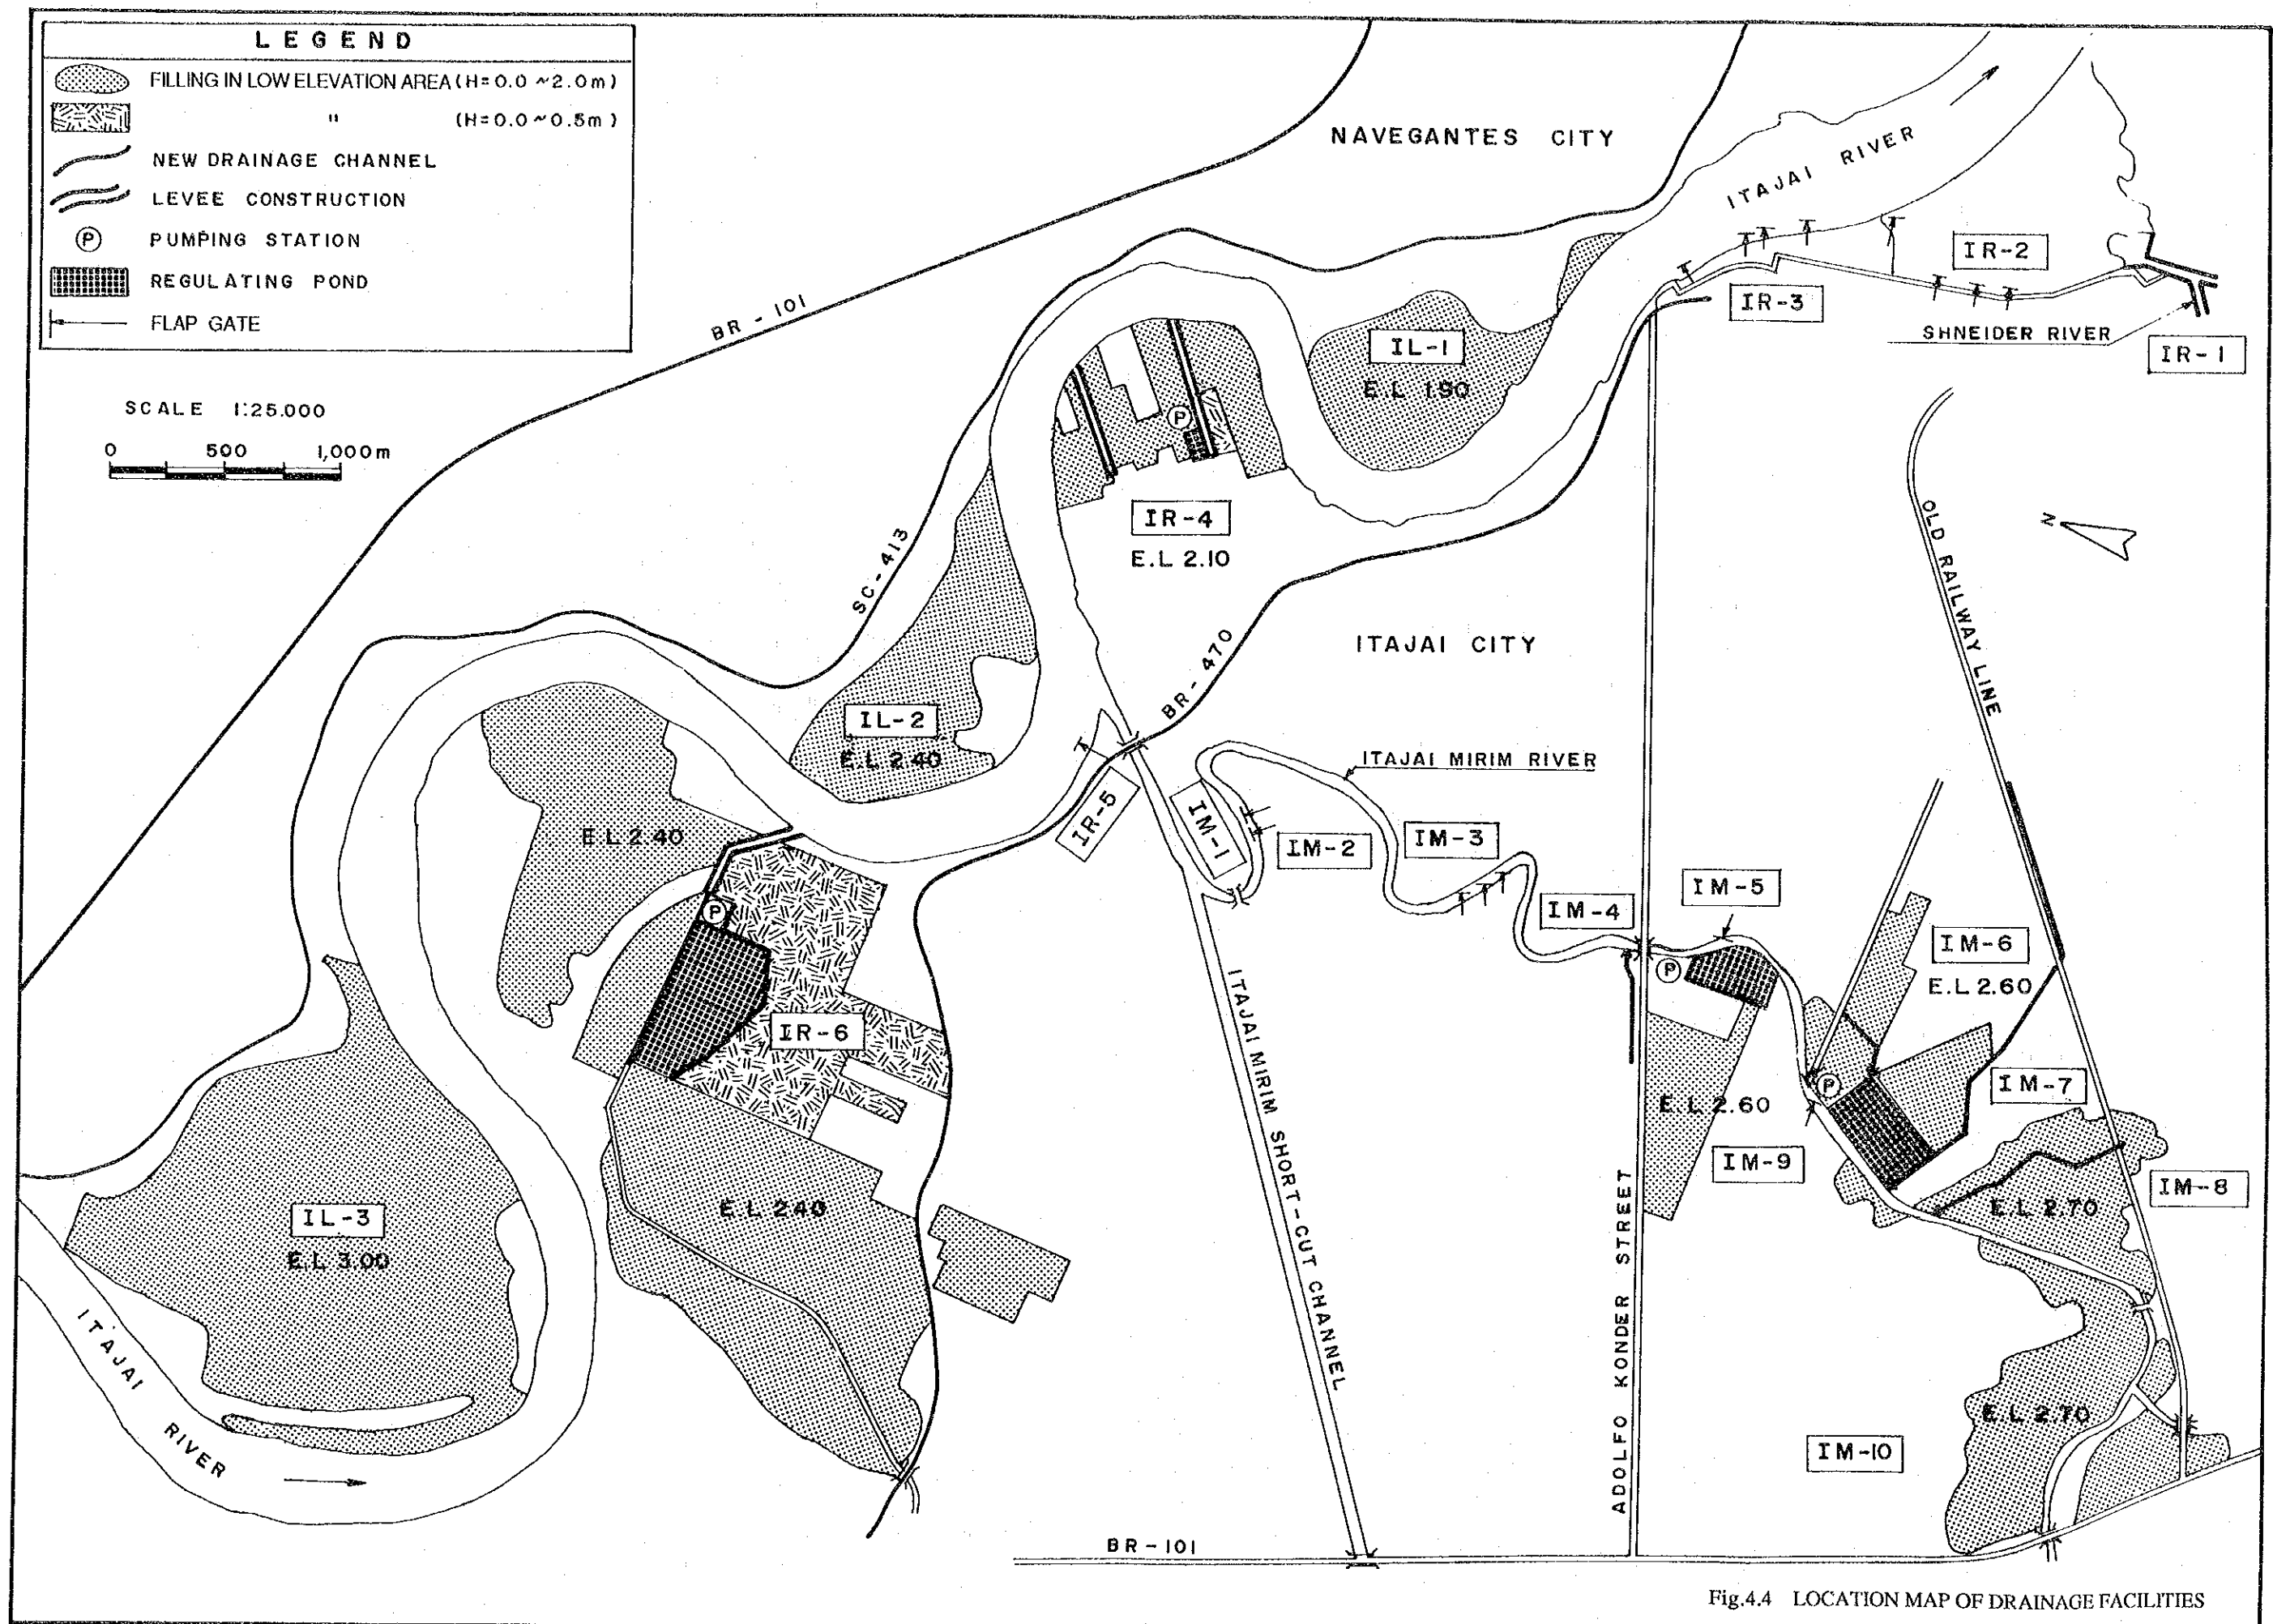 LEGEND
FILLING IN LOW ELEVATION AREA (H=0.0 ~2.0m)
" (H=0.0 ~0.5m)
NEW DRAINAGE CHANNEL
LEVEE CONSTRUCTION
P PUMPING STATION
REGULATING POND
FLAP GATE
SCALE 1:25.000
0 500 1,000m
NAVEGANTES CITY
ITAJAI RIVER
BR-101
IR-2
IR-3
SHNEIDER RIVER
IR-1
IL-1
E.L 1.90
P
IR-4
E.L 2.10
SC-413
N
OLD RAILWAY LINE
ITAJAI CITY
BR-470
IL-2
E.L 2.40
ITAJAI MIRIM RIVER
IR-5
IM-1
IM-2
IM-3
E.L 2.40
P
IM-4
IM-5
IM-6
E.L 2.60
P
IR-6
ITAJAI MIRIM SHORT-CUT CHANNEL
P
IM-7
E.L 2.60
IM-9
IM-8
E.L 2.70
IL-3
E.L 3.00
E.L 2.40
ADOLFO KONDER STREET
ITAJAI RIVER
E.L 2.70
IM-10
BR-101
Fig.4.4 LOCATION MAP OF DRAINAGE FACILITIES